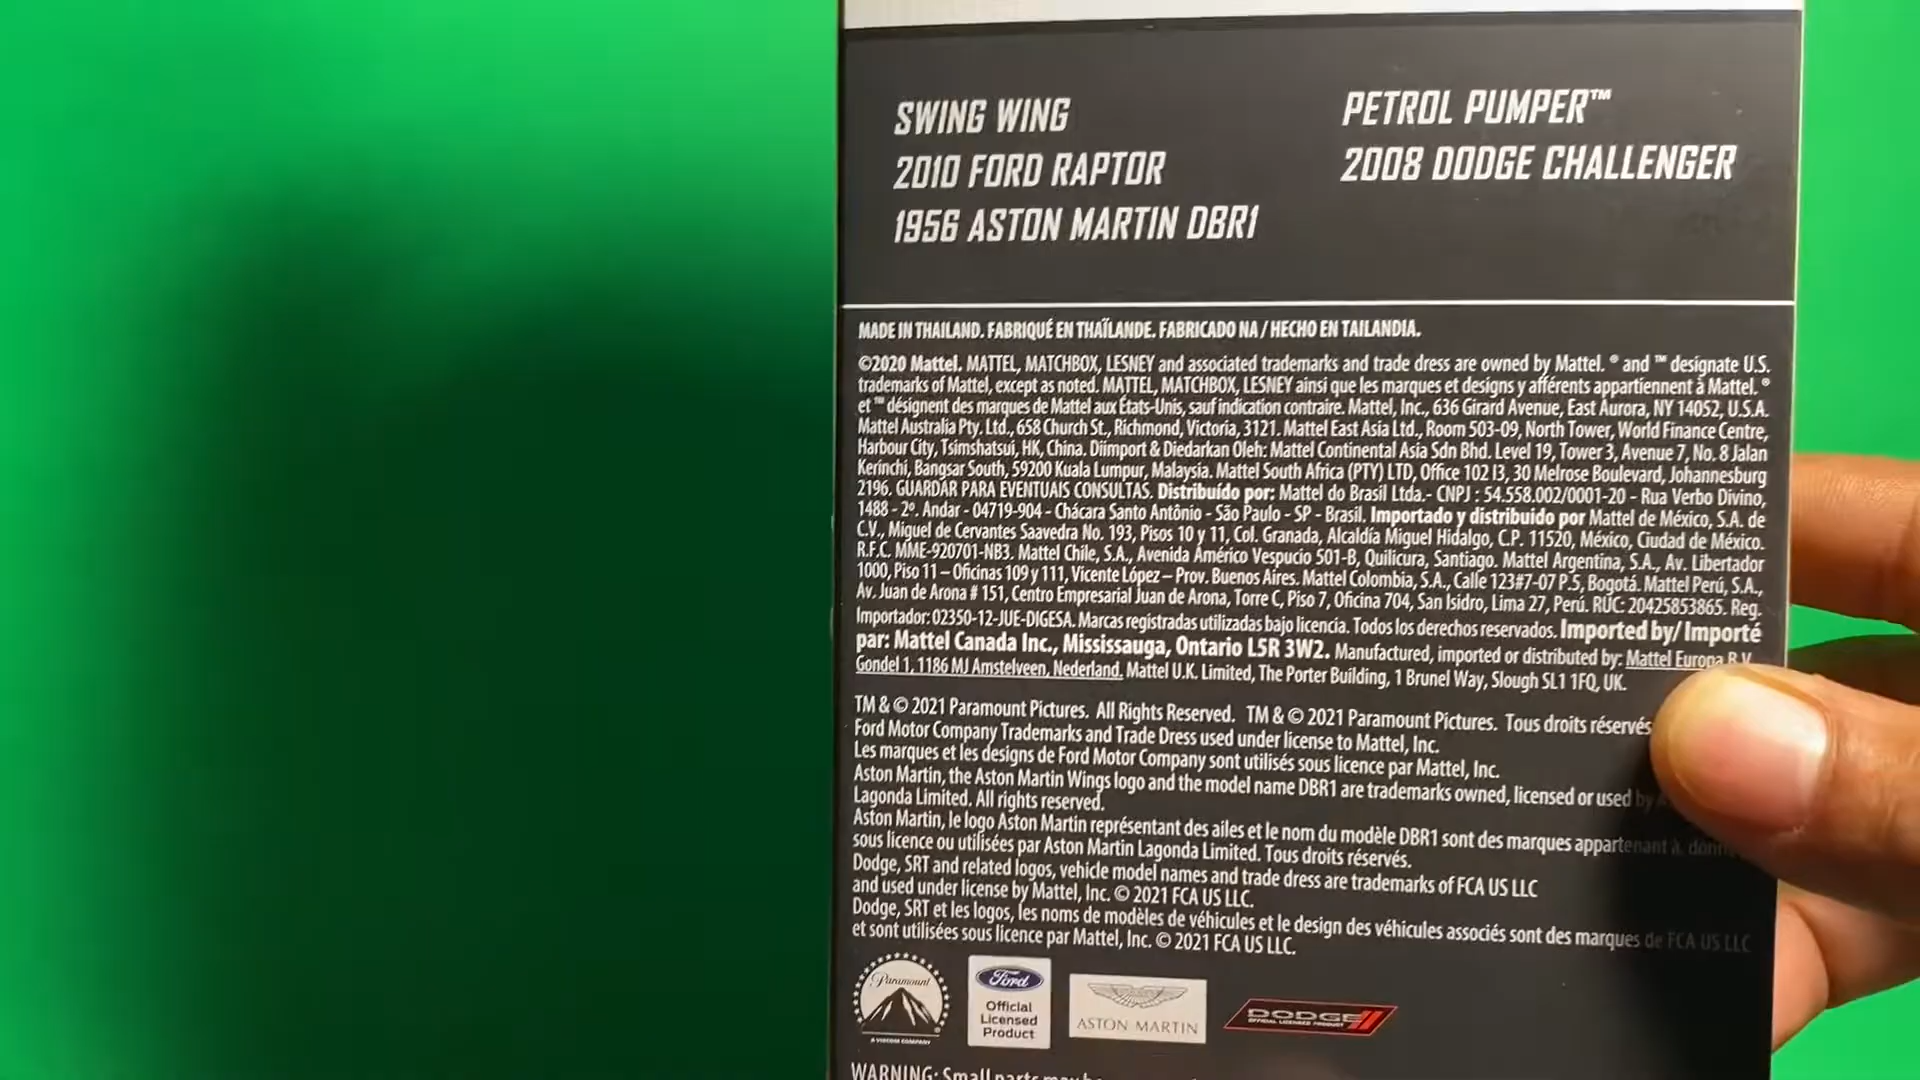 SWING WING
2010 FORD RAPTOR
1956 ASTON MARTIN DBR1
PETROL PUMPER™
2008 DODGE CHALLENGER
MADE IN THAILAND. FABRIQUÉ EN THAÏLANDE. FABRICADO NA / HECHO EN TAILANDIA.
©2020 Mattel. MATTEL, MATCHBOX, LESNEY and associated trademarks and trade dress are owned by Mattel. ® and ™ designate U.S.
trademarks of Mattel, except as noted. MATTEL, MATCHBOX, LESNEY ainsi que les marques et designs y afférents appartiennent à Mattel. ®
et ™ désignent des marques de Mattel aux États-Unis, sauf indication contraire. Mattel, Inc., 636 Girard Avenue, East Aurora, NY 14052, U.S.A.
Mattel Australia Pty. Ltd., 658 Church St., Richmond, Victoria, 3121. Mattel East Asia Ltd., Room 503-09, North Tower, World Finance Centre,
Harbour City, Tsimshatsui, HK, China. Diimport & Diedarkan Oleh: Mattel Continental Asia Sdn Bhd. Level 19, Tower 3, Avenue 7, No. 8 Jalan
Kerinchi, Bangsar South, 59200 Kuala Lumpur, Malaysia. Mattel South Africa (PTY) LTD, Office 102 I3, 30 Melrose Boulevard, Johannesburg
2196. GUARDAR PARA EVENTUAIS CONSULTAS. Distribuído por: Mattel do Brasil Ltda.- CNPJ : 54.558.002/0001-20 - Rua Verbo Divino,
1488 - 2º. Andar - 04719-904 - Chácara Santo Antônio - São Paulo - SP - Brasil. Importado y distribuido por Mattel de México, S.A. de
C.V., Miguel de Cervantes Saavedra No. 193, Pisos 10 y 11, Col. Granada, Alcaldía Miguel Hidalgo, C.P. 11520, México, Ciudad de México.
R.F.C. MME-920701-NB3. Mattel Chile, S.A., Avenida Américo Vespucio 501-B, Quilicura, Santiago. Mattel Argentina, S.A., Av. Libertador
1000, Piso 11 – Oficinas 109 y 111, Vicente López – Prov. Buenos Aires. Mattel Colombia, S.A., Calle 123#7-07 P.5, Bogotá. Mattel Perú, S.A.,
Av. Juan de Arona # 151, Centro Empresarial Juan de Arona, Torre C, Piso 7, Oficina 704, San Isidro, Lima 27, Perú. RUC: 20425853865. Reg.
Importador: 02350-12-JUE-DIGESA. Marcas registradas utilizadas bajo licencia. Todos los derechos reservados. Imported by/ Importé
par: Mattel Canada Inc., Mississauga, Ontario L5R 3W2. Manufactured, imported or distributed by: Mattel Europa B.V.
Gondel 1, 1186 MJ Amstelveen, Nederland. Mattel U.K. Limited, The Porter Building, 1 Brunel Way, Slough SL1 1FQ, UK.
TM & © 2021 Paramount Pictures. All Rights Reserved. TM & © 2021 Paramount Pictures. Tous droits réservés
Ford Motor Company Trademarks and Trade Dress used under license to Mattel, Inc.
Les marques et les designs de Ford Motor Company sont utilisés sous licence par Mattel, Inc.
Aston Martin, the Aston Martin Wings logo and the model name DBR1 are trademarks owned, licensed or used by
Lagonda Limited. All rights reserved.
Aston Martin, le logo Aston Martin représentant des ailes et le nom du modèle DBR1 sont des marques appartenant à,
sous licence ou utilisées par Aston Martin Lagonda Limited. Tous droits réservés.
Dodge, SRT and related logos, vehicle model names and trade dress are trademarks of FCA US LLC
and used under license by Mattel, Inc. © 2021 FCA US LLC.
Dodge, SRT et les logos, les noms de modèles de véhicules et le design des véhicules associés sont des marques de FCA US LLC
et sont utilisées sous licence par Mattel, Inc. © 2021 FCA US LLC.
Paramount
A VIACOM COMPANY
Ford
Official
Licensed
Product
ASTON MARTIN
DODGE
OFFICIAL LICENSED PRODUCT
WARNING: Small parts may